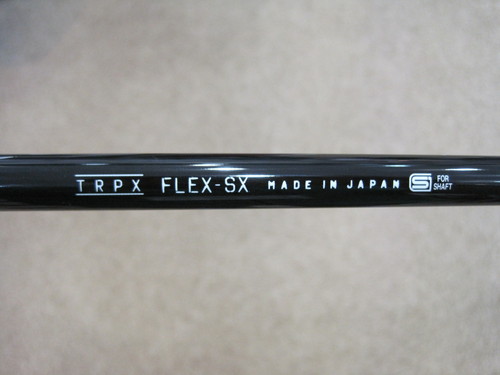 TRPX FLEX-SX MADE IN JAPAN S FOR SHAFT